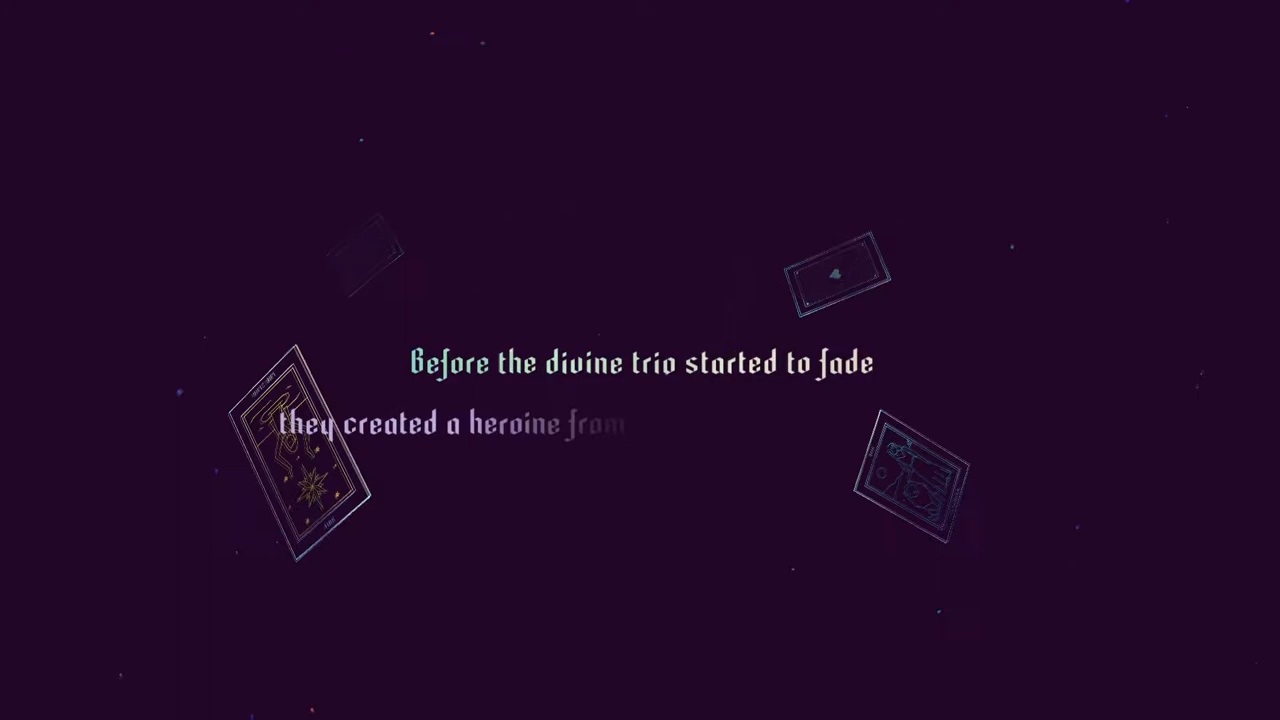 Before the divine trio started to fade
they created a heroine from